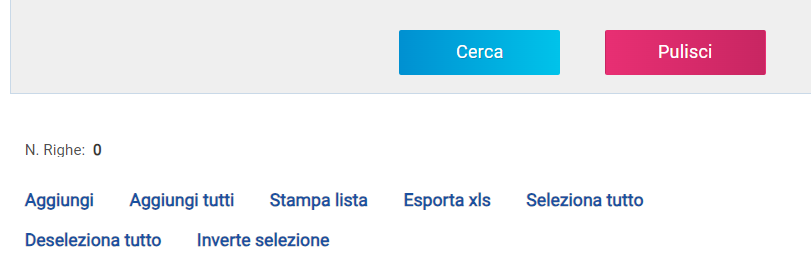 Cerca Pulisci
N. Righe: 0
Aggiungi Aggiungi tutti Stampa lista Esporta xls Seleziona tutto
Deseleziona tutto Inverte selezione